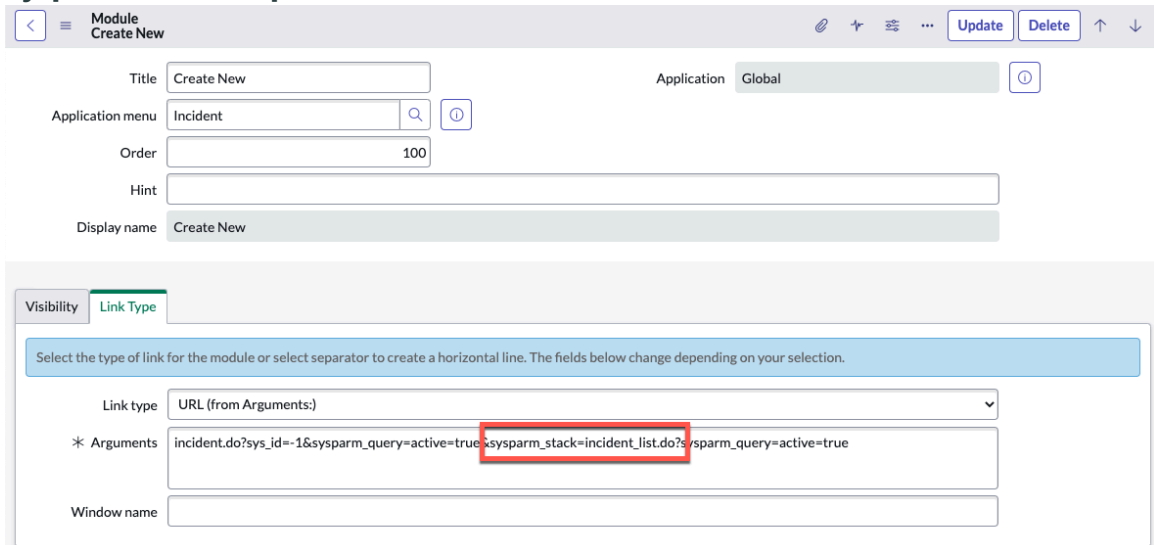 Module
Create New
Update
Delete
Title
Create New
Application
Global
Application menu
Incident
Order
100
Hint
Display name
Create New
Visibility
Link Type
Select the type of link for the module or select separator to create a horizontal line. The fields below change depending on your selection.
Link type
URL (from Arguments:)
Arguments
incident.do?sys_id=-1&sysparm_query=active=true&sysparm_stack=incident_list.do?sysparm_query=active=true
Window name